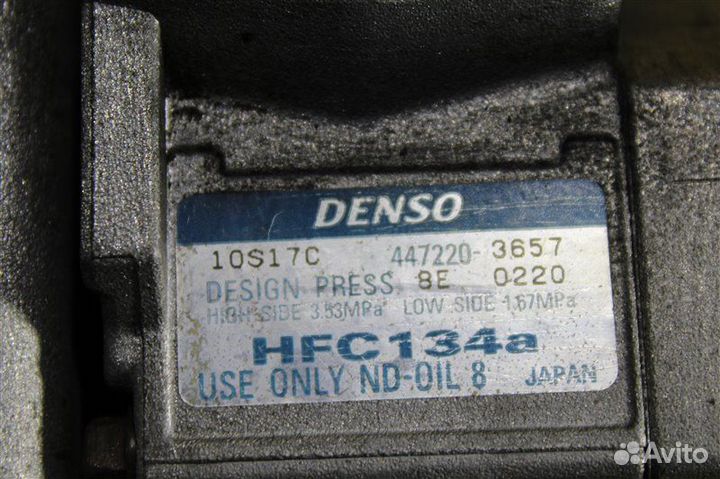 DENSO
10S17C 447220-3657
DESIGN PRESS 8E 0220
HIGH SIDE 3.53MPa LOW SIDE 1.67MPa
HFC134a
USE ONLY ND-OIL 8 JAPAN
Avito